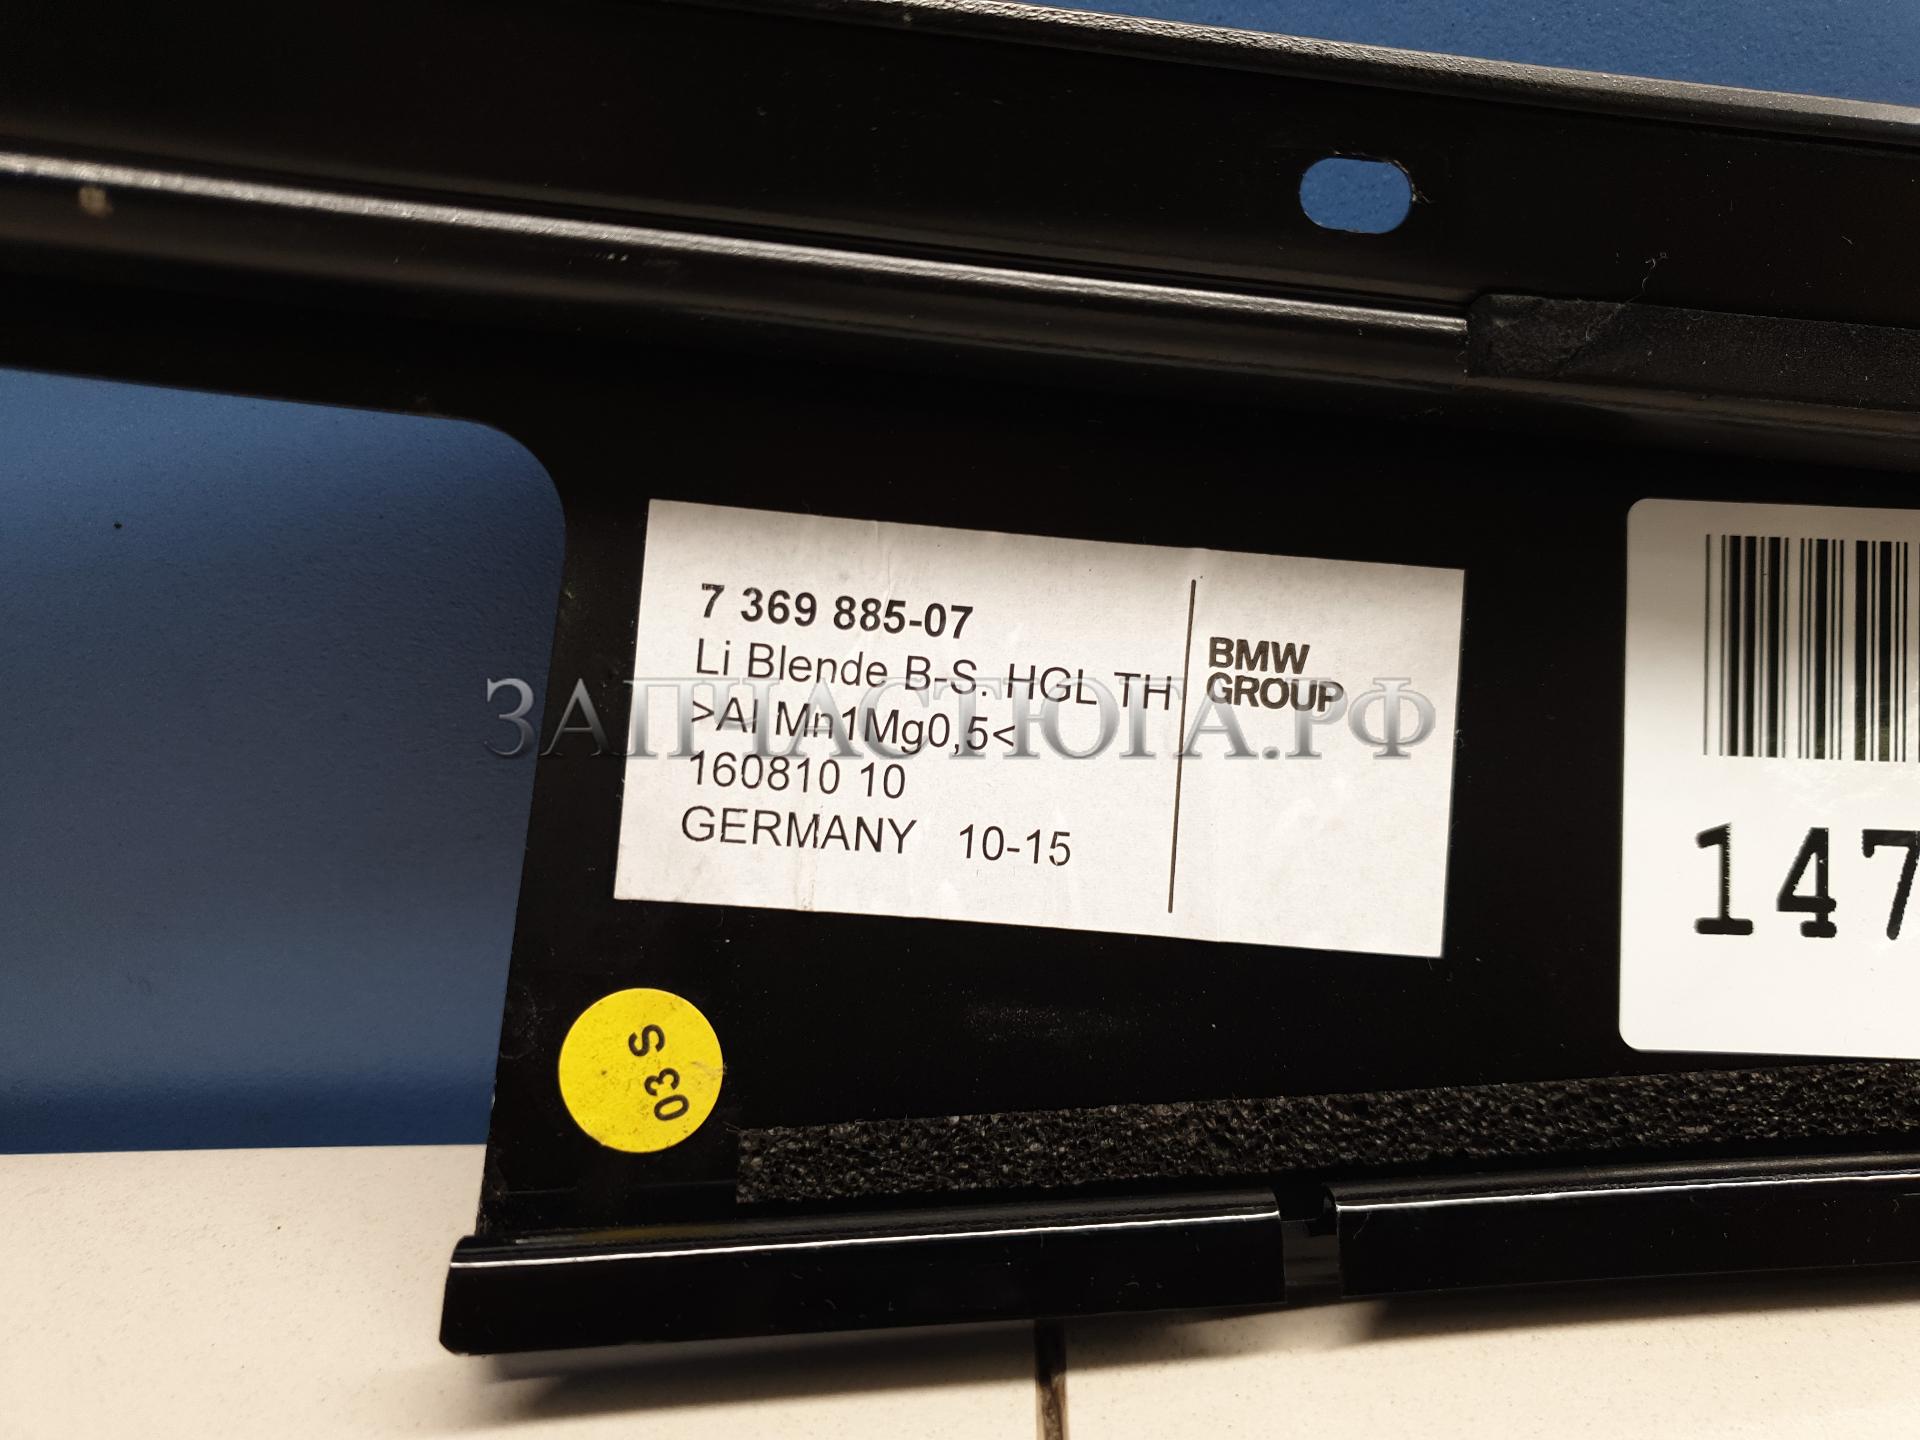 7 369 885-07
Li Blende B-S. HGL TH
>Al Mn1Mg0,5<
160810 10
GERMANY 10-15
BMW
GROUP
ЗАПЧАСТЮГА.РФ
147
03 S